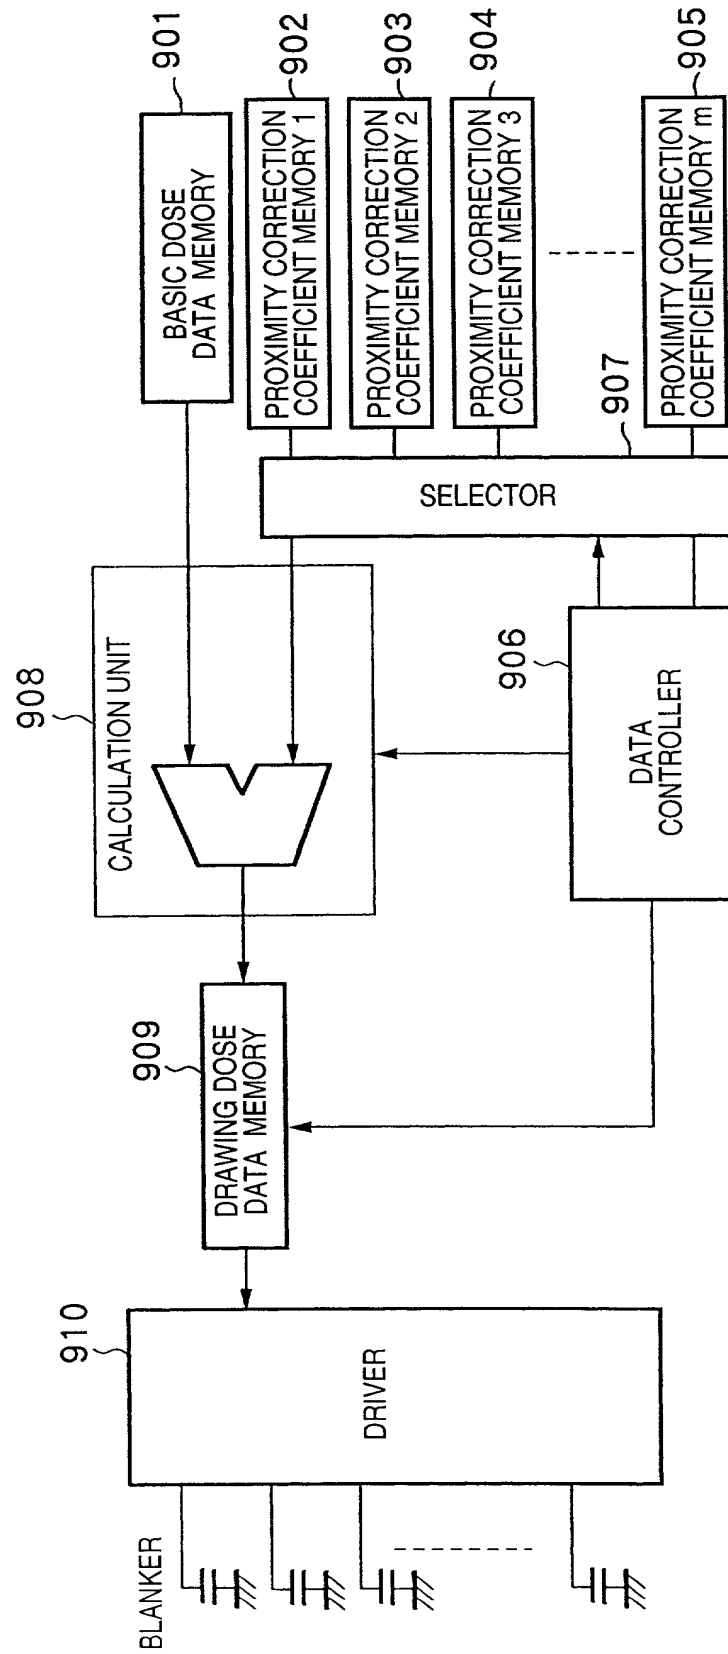 901
BASIC DOSE
DATA MEMORY
902
PROXIMITY CORRECTION
COEFFICIENT MEMORY 1
903
PROXIMITY CORRECTION
COEFFICIENT MEMORY 2
904
PROXIMITY CORRECTION
COEFFICIENT MEMORY 3
905
PROXIMITY CORRECTION
COEFFICIENT MEMORY m
907
SELECTOR
906
DATA
CONTROLLER
908
CALCULATION UNIT
909
DRAWING DOSE
DATA MEMORY
910
DRIVER
BLANKER